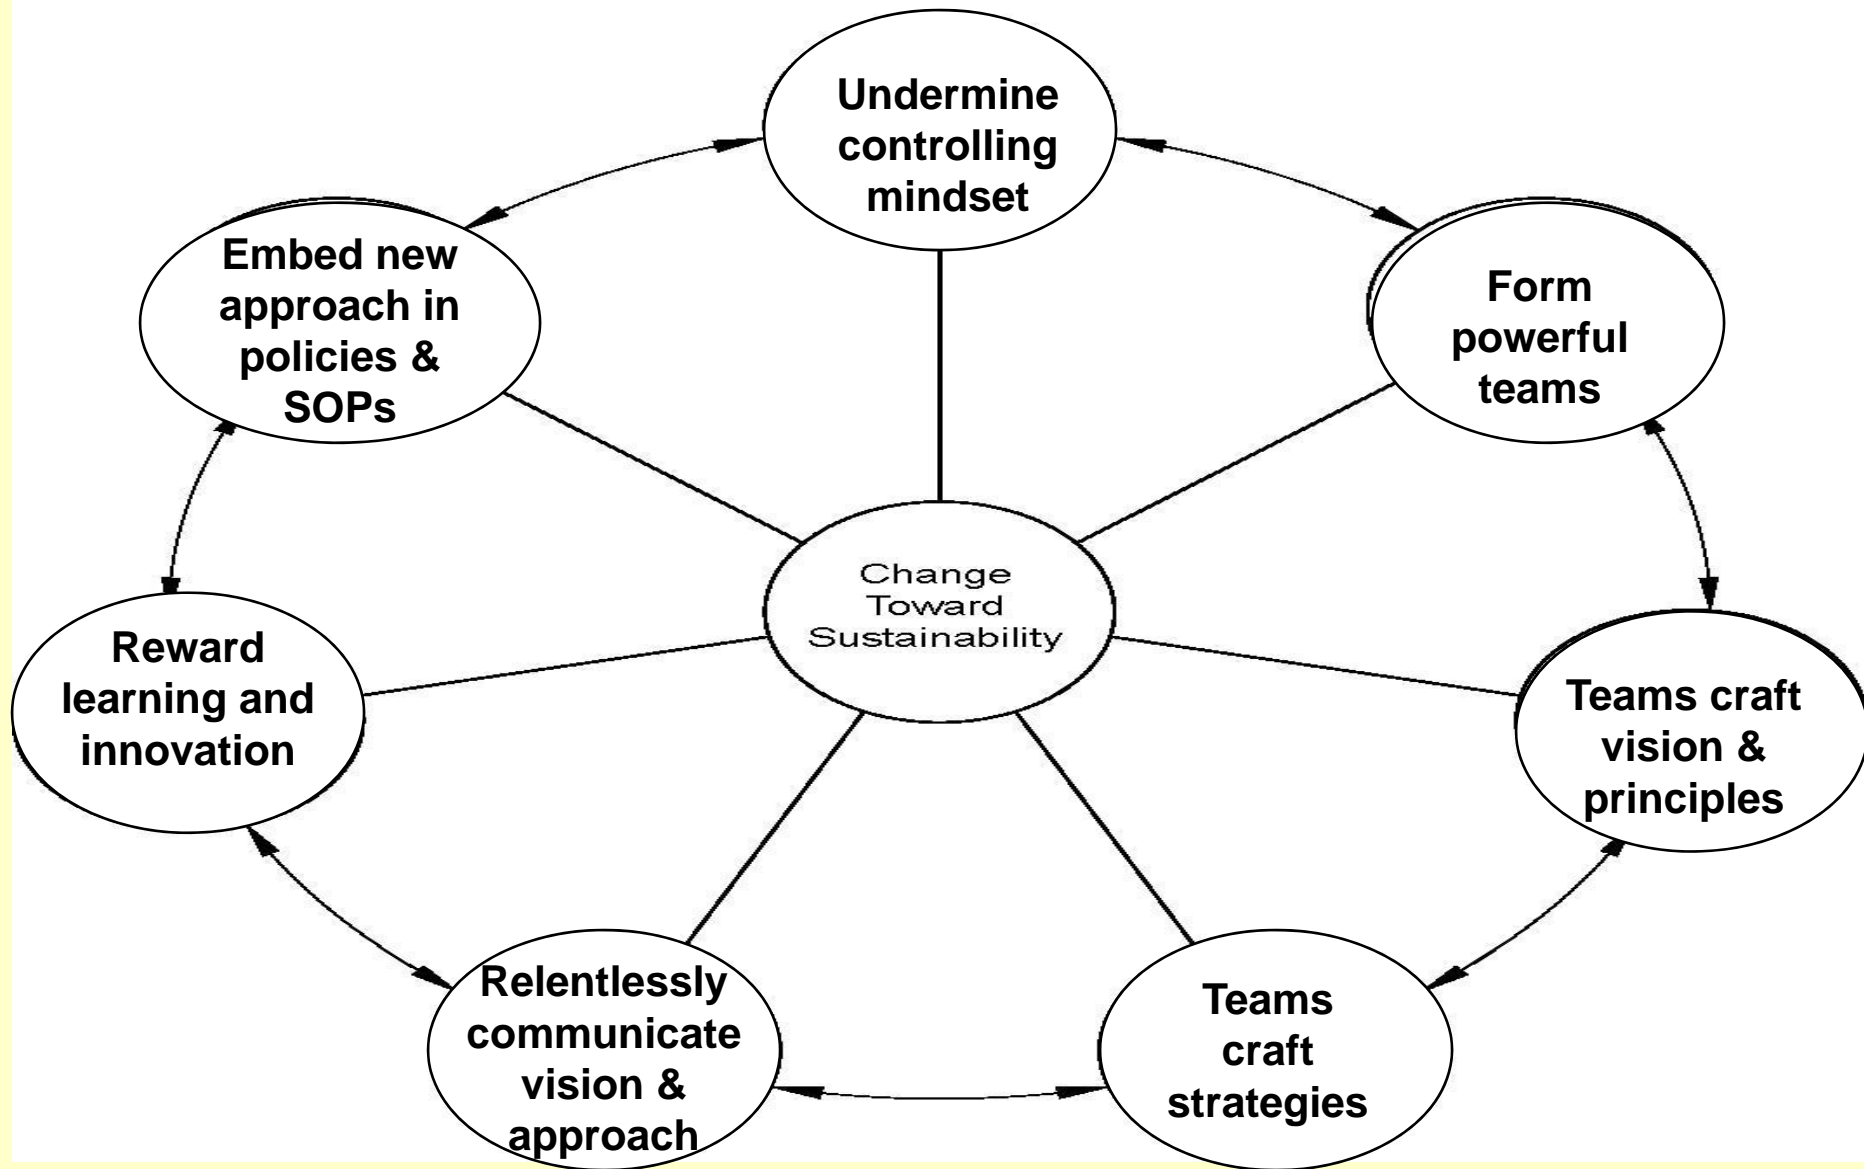 Undermine
controlling
mindset
Embed new
approach in
policies &
SOPs
Form
powerful
teams
Change
Toward
Sustainability
Reward
learning and
innovation
Teams craft
vision &
principles
Relentlessly
communicate
vision &
approach
Teams
craft
strategies